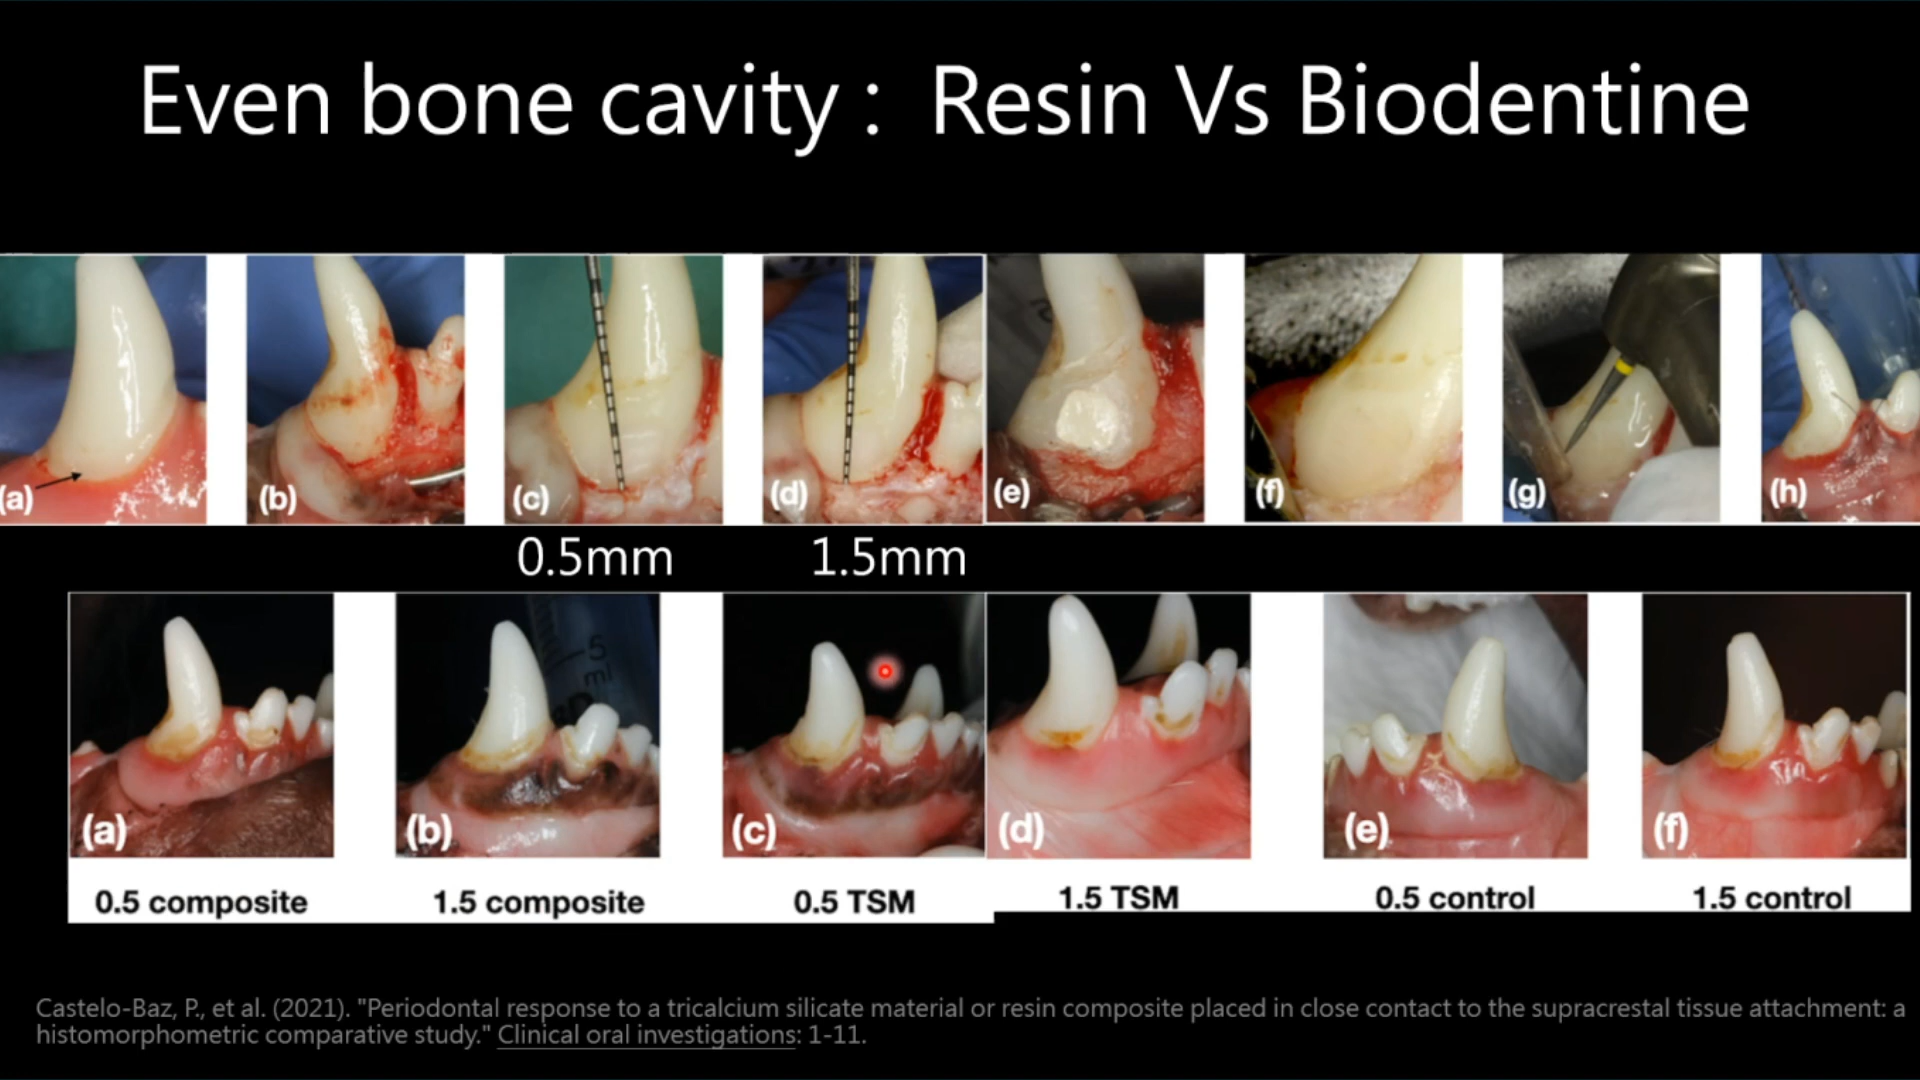 Even bone cavity : Resin Vs Biodentine
(a) (b) (c) (d) (e) (f) (g) (h)
0.5mm 1.5mm
5
ml
(a) (b) (c) (d) (e) (f)
0.5 composite 1.5 composite 0.5 TSM 1.5 TSM 0.5 control 1.5 control
Castelo-Baz, P., et al. (2021). "Periodontal response to a tricalcium silicate material or resin composite placed in close contact to the supracrestal tissue attachment: a
histomorphometric comparative study." Clinical oral investigations: 1-11.